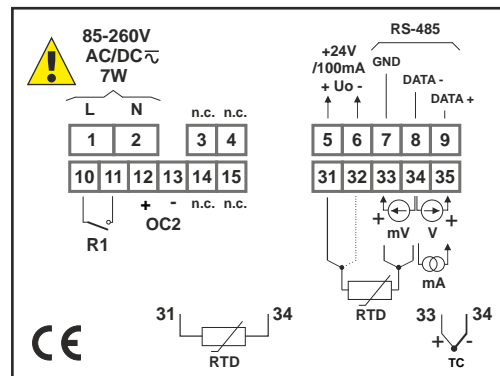 85-260V
AC/DC
7W
L N
n.c. n.c.
1 2 3 4
10 11 12 13 14 15
+ - n.c. n.c.
OC2
R1
RS-485
+24V
/100mA
+ Uo -
GND
DATA -
DATA +
5 6 7 8 9
31 32 33 34 35
+ +
mV V
mA
RTD
31 34
RTD
33 34
+ -
TC
CE